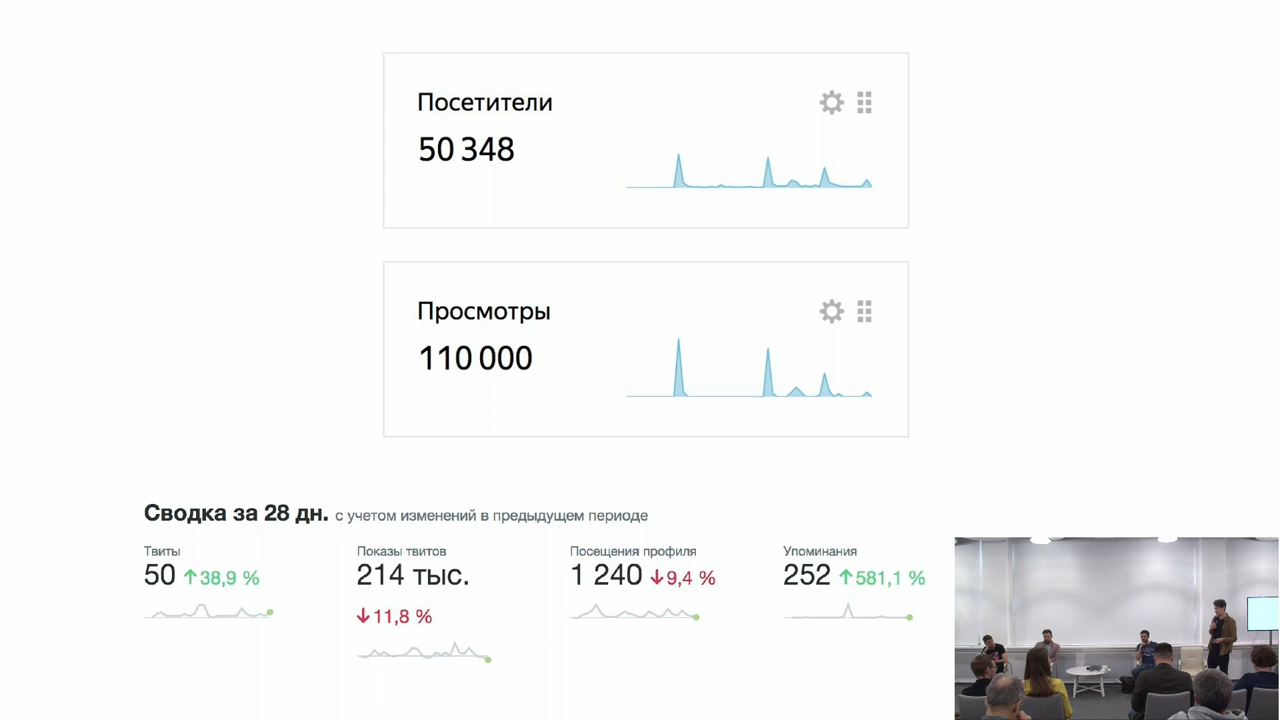 Посетители
50 348
Просмотры
110 000
Сводка за 28 дн. с учетом изменений в предыдущем периоде
Твиты
50 ↑38,9 %
Показы твитов
214 тыс.
↓11,8 %
Посещения профиля
1 240 ↓9,4 %
Упоминания
252 ↑581,1 %